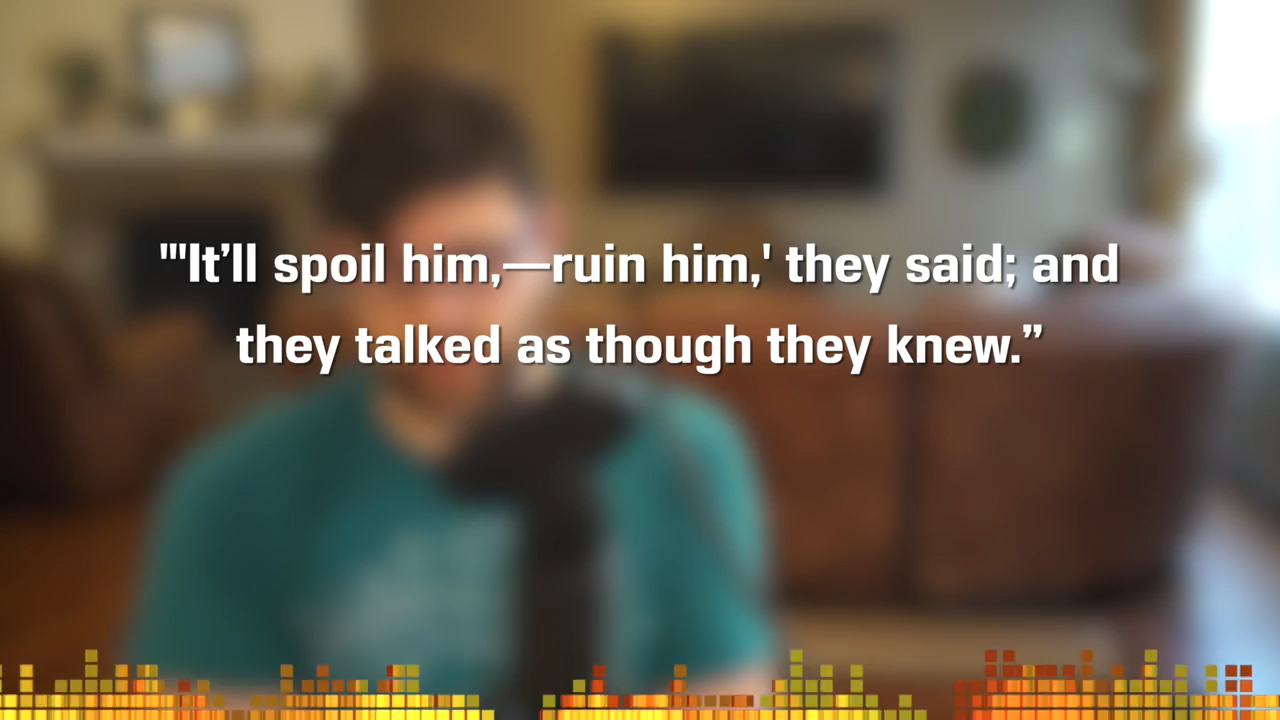 "'It’ll spoil him,—ruin him,' they said; and
they talked as though they knew.”